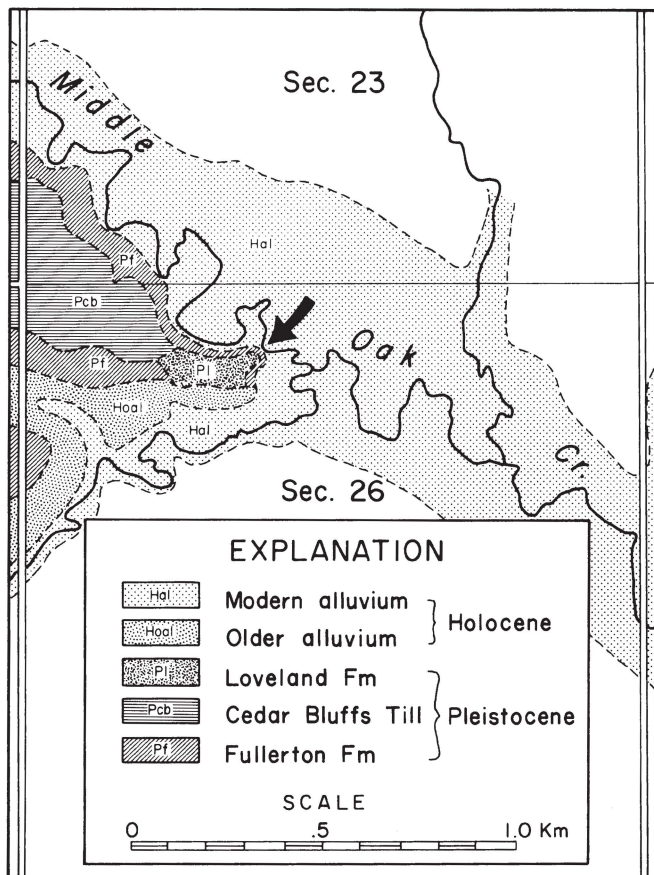 Sec. 23
Middle
Hal
Pf
Pcb
Oak
Pf
Pl
Hoal
Hal
Cr.
Sec. 26
EXPLANATION
Hal Modern alluvium
Hoal Older alluvium
Holocene
Pl Loveland Fm
Pcb Cedar Bluffs Till
Pleistocene
Pf Fullerton Fm
SCALE
0 .5 1.0 Km